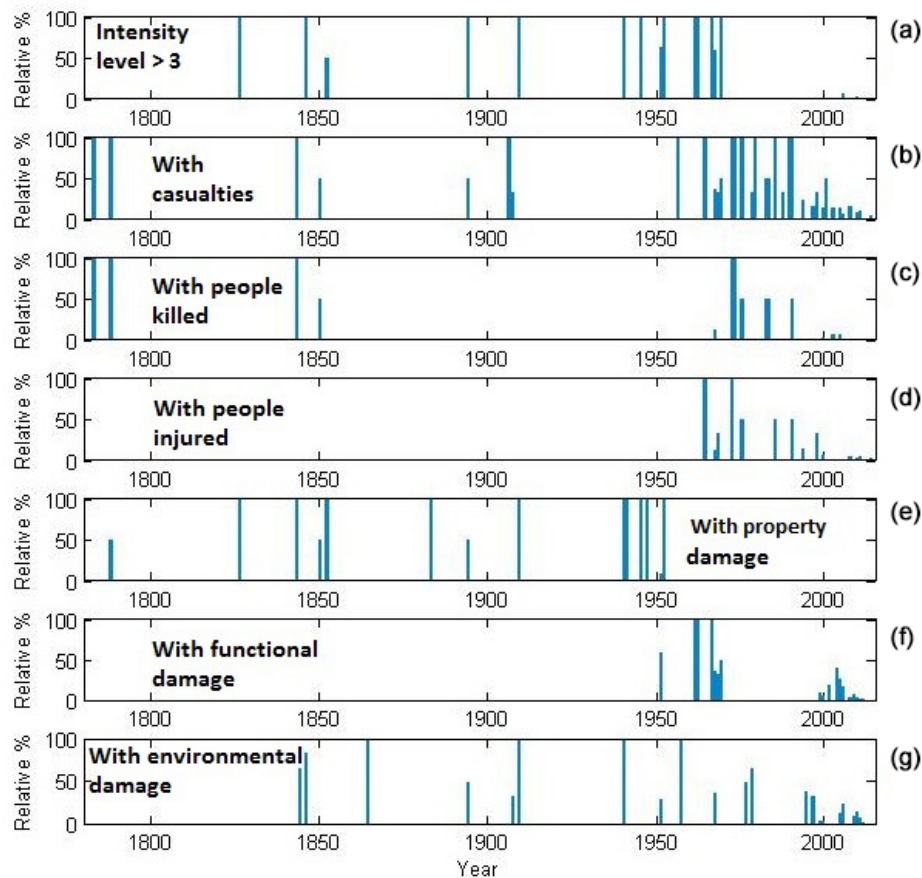 Relative %
100
50
0
Intensity
level > 3
(a)
1800 1850 1900 1950 2000
Relative %
100
50
0
With
casualties
(b)
1800 1850 1900 1950 2000
Relative %
100
50
0
With people
killed
(c)
1800 1850 1900 1950 2000
Relative %
100
50
0
With people
injured
(d)
1800 1850 1900 1950 2000
Relative %
100
50
0
With property
damage
(e)
1800 1850 1900 1950 2000
Relative %
100
50
0
With functional
damage
(f)
1800 1850 1900 1950 2000
Relative %
100
50
0
With environmental
damage
(g)
1800 1850 1900 1950 2000
Year